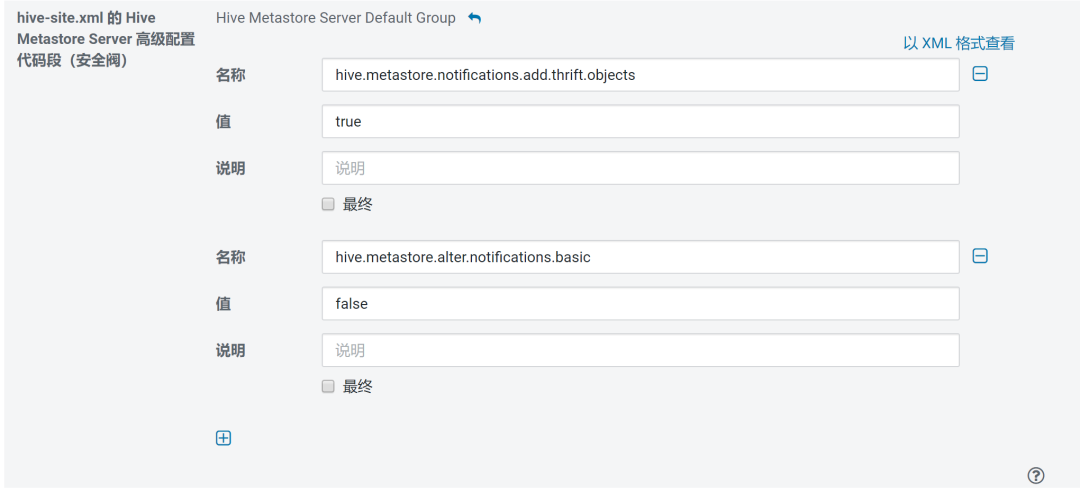 hive-site.xml 的 Hive
Metastore Server 高级配置
代码段（安全阀）
Hive Metastore Server Default Group
以 XML 格式查看
名称
hive.metastore.notifications.add.thrift.objects
值
true
说明
说明
最终
名称
hive.metastore.alter.notifications.basic
值
false
说明
说明
最终